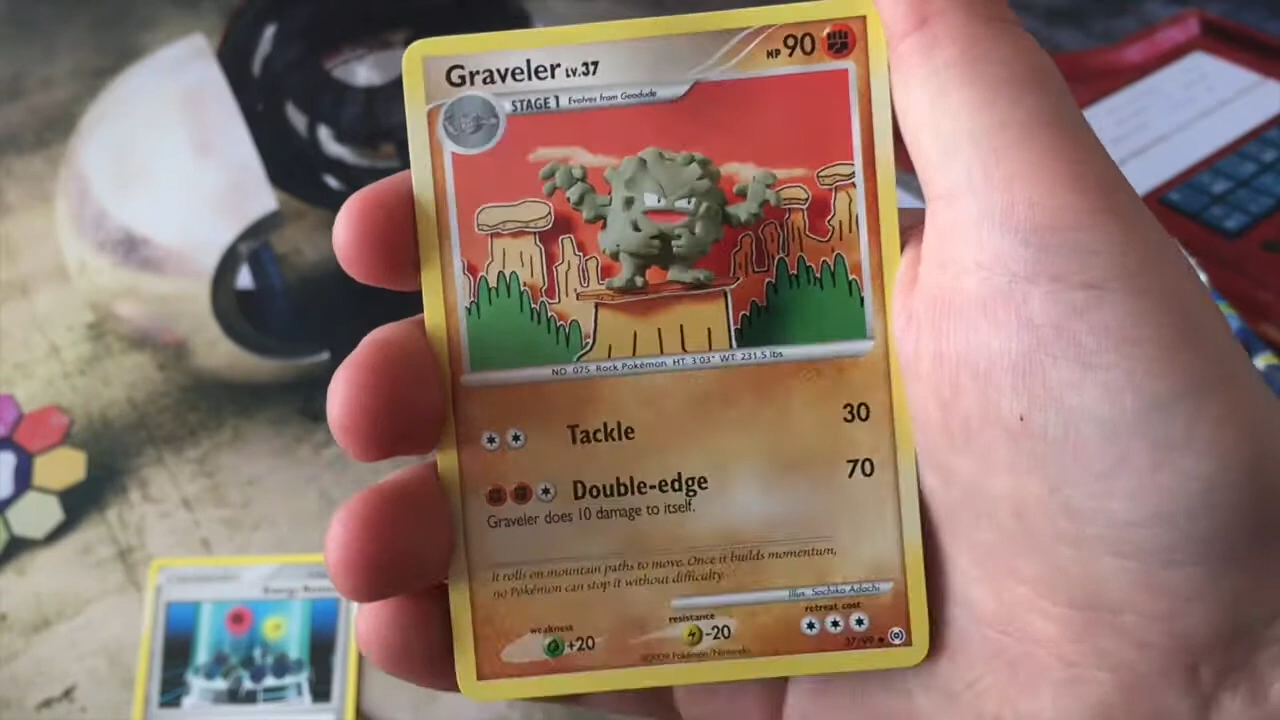 Graveler LV.37
HP 90
STAGE 1 Evolves from Geodude
NO. 075 Rock Pokémon HT: 3'03" WT: 231.5 lbs
Tackle 30
Double-edge 70
Graveler does 10 damage to itself.
It rolls on mountain paths to move. Once it builds momentum,
no Pokémon can stop it without difficulty.
Illus. Sachiko Adachi
weakness resistance retreat cost
+20 -20
©2009 Pokémon/Nintendo 37/99